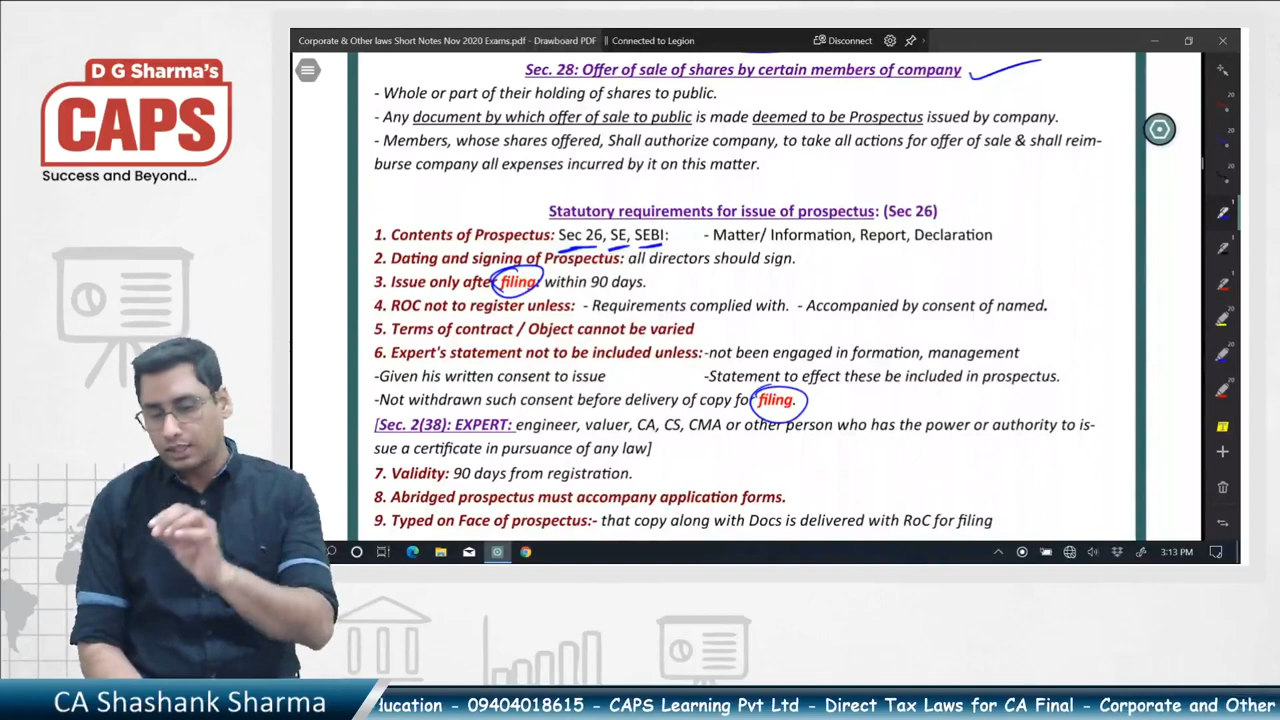 D G Sharma's
CAPS
Success and Beyond...
Corporate & Other laws Short Notes Nov 2020 Exams.pdf - Drawboard PDF
Connected to Legion
Disconnect
Sec. 28: Offer of sale of shares by certain members of company
- Whole or part of their holding of shares to public.
- Any document by which offer of sale to public is made deemed to be Prospectus issued by company.
- Members, whose shares offered, Shall authorize company, to take all actions for offer of sale & shall reim-
burse company all expenses incurred by it on this matter.
Statutory requirements for issue of prospectus: (Sec 26)
1. Contents of Prospectus: Sec 26, SE, SEBI: - Matter/ Information, Report, Declaration
2. Dating and signing of Prospectus: all directors should sign.
3. Issue only after filing: within 90 days.
4. ROC not to register unless: - Requirements complied with. - Accompanied by consent of named.
5. Terms of contract / Object cannot be varied
6. Expert's statement not to be included unless:-not been engaged in formation, management
-Given his written consent to issue -Statement to effect these be included in prospectus.
-Not withdrawn such consent before delivery of copy for filing.
[Sec. 2(38): EXPERT: engineer, valuer, CA, CS, CMA or other person who has the power or authority to is-
sue a certificate in pursuance of any law]
7. Validity: 90 days from registration.
8. Abridged prospectus must accompany application forms.
9. Typed on Face of prospectus:- that copy along with Docs is delivered with RoC for filing
3:13 PM
CA Shashank Sharma
ducation - 09404018615 - CAPS Learning Pvt Ltd - Direct Tax Laws for CA Final - Corporate and Other